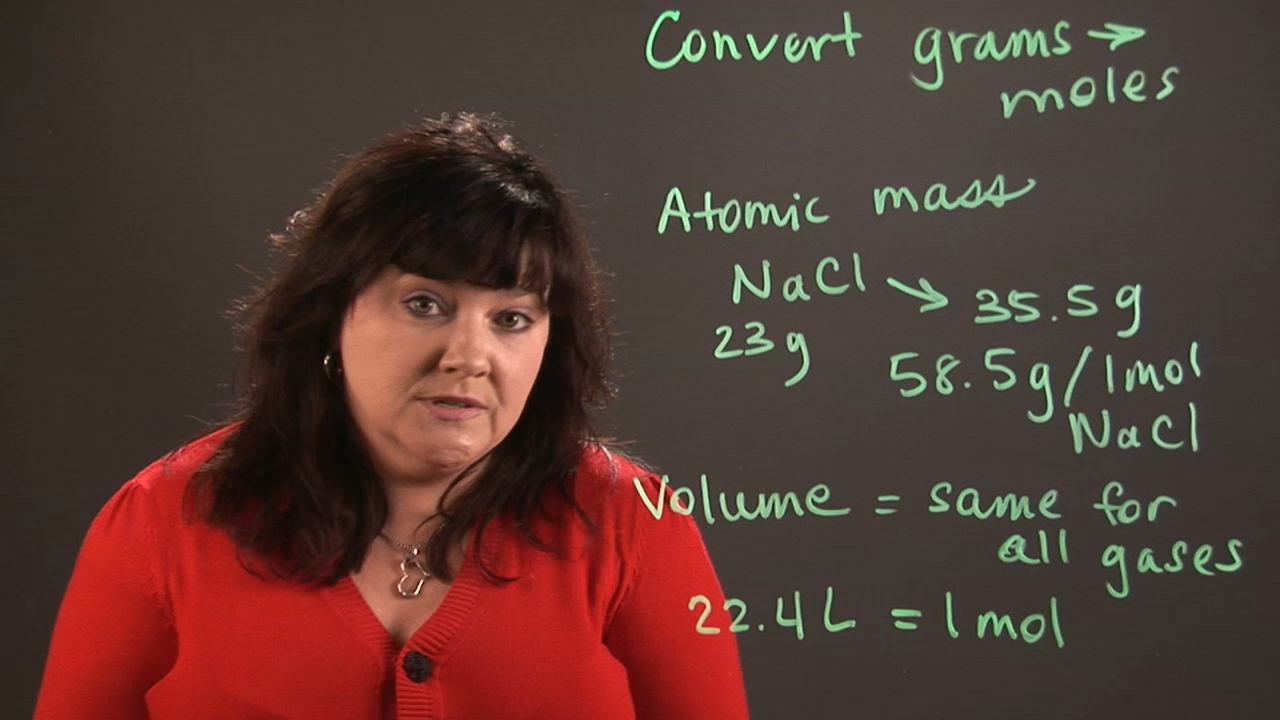 Convert grams →
moles
Atomic mass
NaCl → 35.5g
23g
58.5g/1mol
NaCl
Volume = same for
all gases
22.4L = 1mol